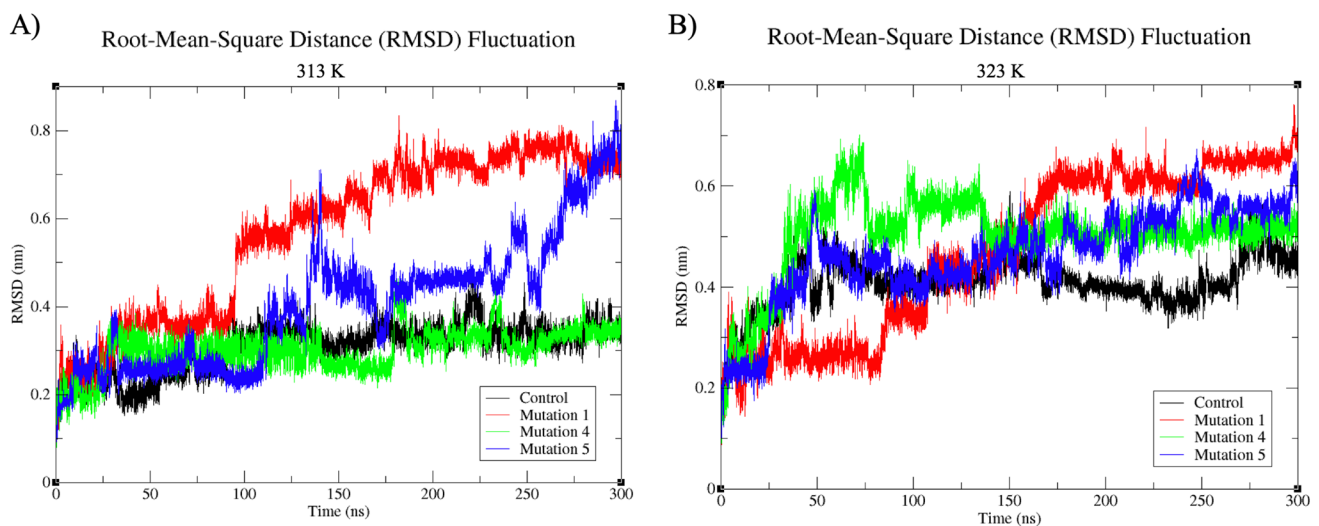 A)
Root-Mean-Square Distance (RMSD) Fluctuation
313 K
RMSD (nm)
0.8
0.6
0.4
0.2
0
0
50
100
150
200
250
300
Time (ns)
Control
Mutation 1
Mutation 4
Mutation 5
B)
Root-Mean-Square Distance (RMSD) Fluctuation
323 K
RMSD (nm)
0.8
0.6
0.4
0.2
0
0
50
100
150
200
250
300
Time (ns)
Control
Mutation 1
Mutation 4
Mutation 5